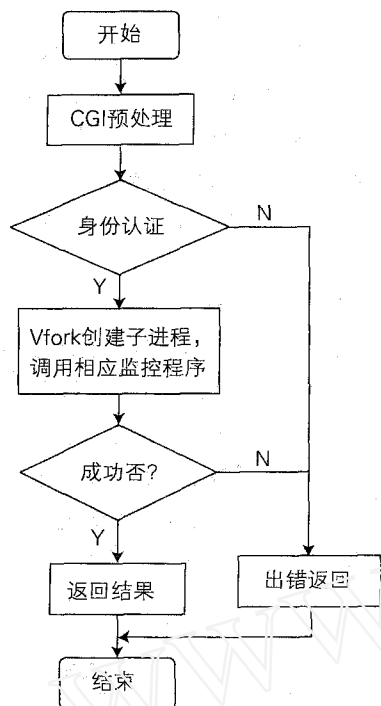 开始
CGI预处理
身份认证
N
Y
Vfork创建子进程，
调用相应监控程序
成功否？
N
Y
返回结果
出错返回
结束